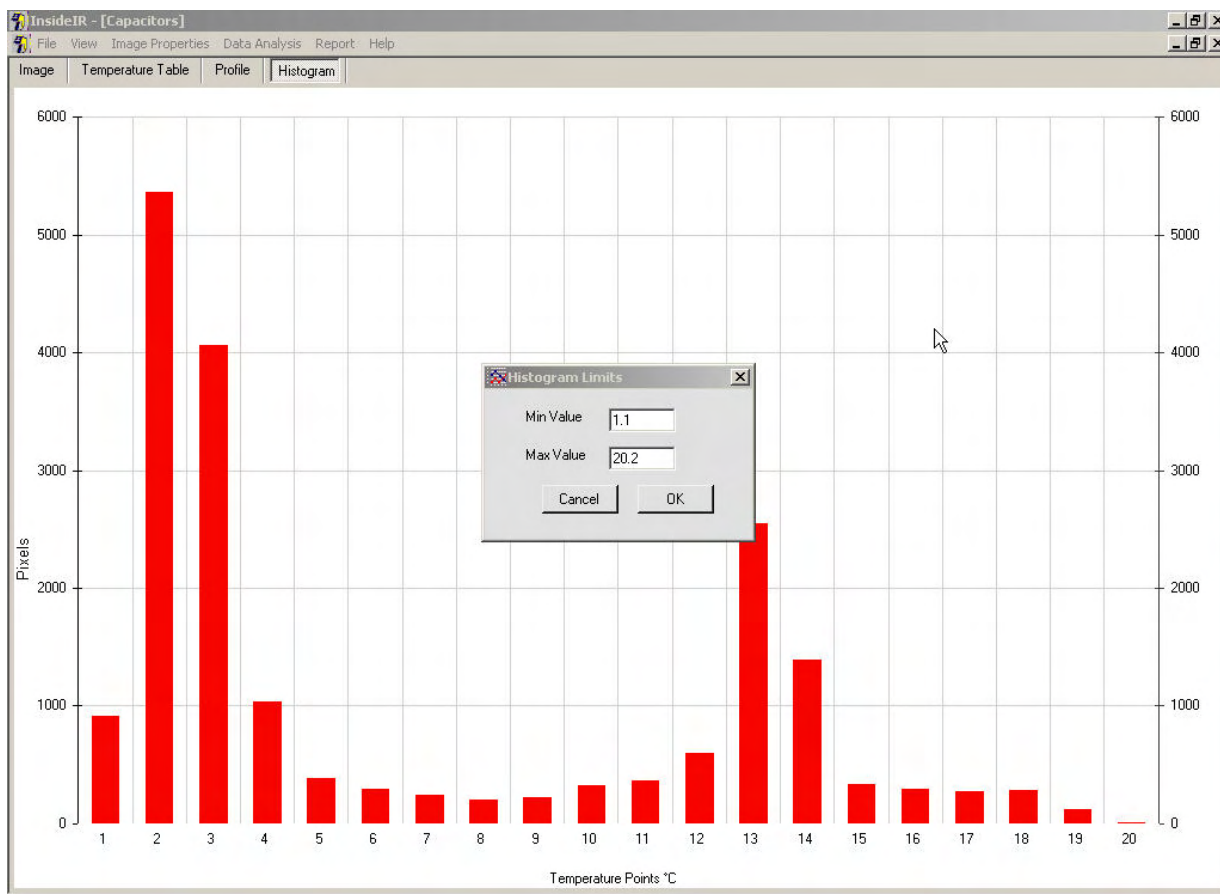 InsideIR - [Capacitors]
File View Image Properties Data Analysis Report Help
Image Temperature Table Profile Histogram
6000 6000
5000 5000
4000 4000
Histogram Limits
Min Value 1.1
Max Value 20.2
Cancel OK
3000 3000
Pixels
2000 2000
1000 1000
0 0
1 2 3 4 5 6 7 8 9 10 11 12 13 14 15 16 17 18 19 20
Temperature Points °C